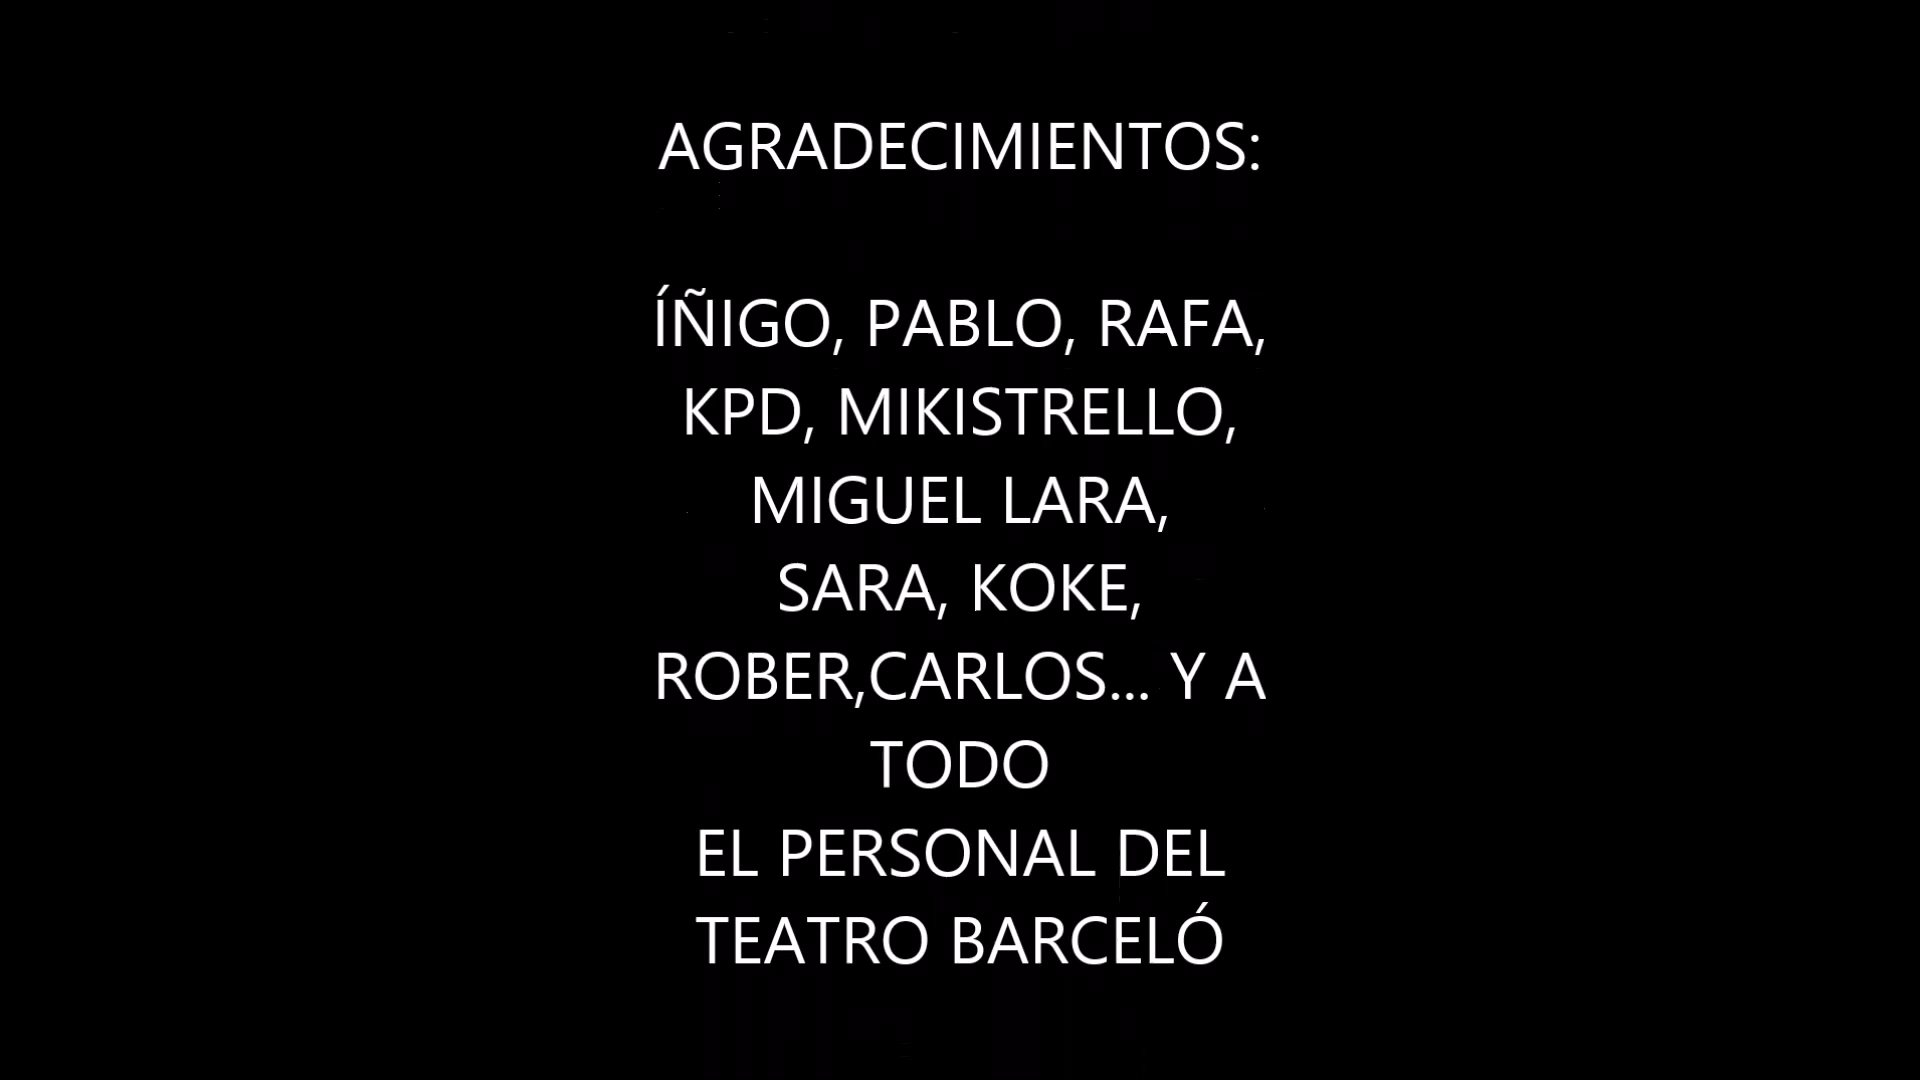 AGRADECIMIENTOS:
ÍÑIGO, PABLO, RAFA,
KPD, MIKISTRELLO,
MIGUEL LARA,
SARA, KOKE,
ROBER,CARLOS... Y A
TODO
EL PERSONAL DEL
TEATRO BARCELÓ